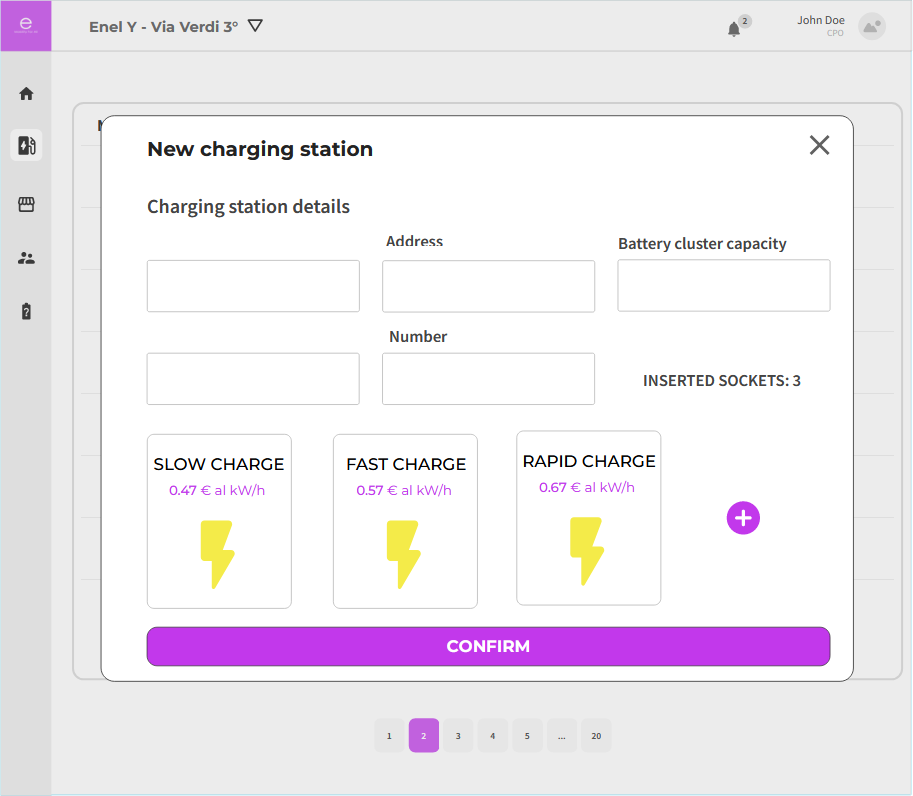 e
Enel Y - Via Verdi 3°
2
John Doe
CPO
New charging station
Charging station details
Address
Battery cluster capacity
Number
INSERTED SOCKETS: 3
SLOW CHARGE
0.47 € al kW/h
FAST CHARGE
0.57 € al kW/h
RAPID CHARGE
0.67 € al kW/h
CONFIRM
1
2
3
4
5
...
20